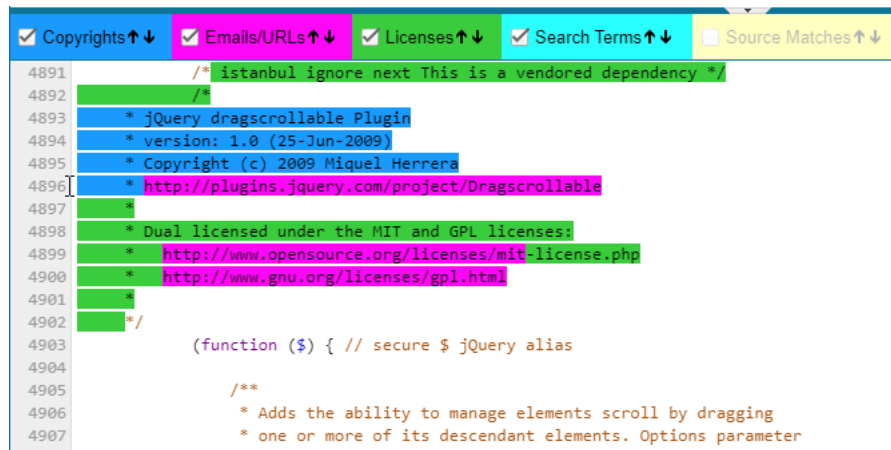 Copyrights↑↓ Emails/URLs↑↓ Licenses↑↓ Search Terms↑↓ Source Matches↑↓
4891 /* istanbul ignore next This is a vendored dependency */
4892 /*
4893 * jQuery dragscrollable Plugin
4894 * version: 1.0 (25-Jun-2009)
4895 * Copyright (c) 2009 Miquel Herrera
4896 * http://plugins.jquery.com/project/Dragscrollable
4897 *
4898 * Dual licensed under the MIT and GPL licenses:
4899 * http://www.opensource.org/licenses/mit-license.php
4900 * http://www.gnu.org/licenses/gpl.html
4901 *
4902 */
4903 (function ($) { // secure $ jQuery alias
4904
4905 /**
4906 * Adds the ability to manage elements scroll by dragging
4907 * one or more of its descendant elements. Options parameter